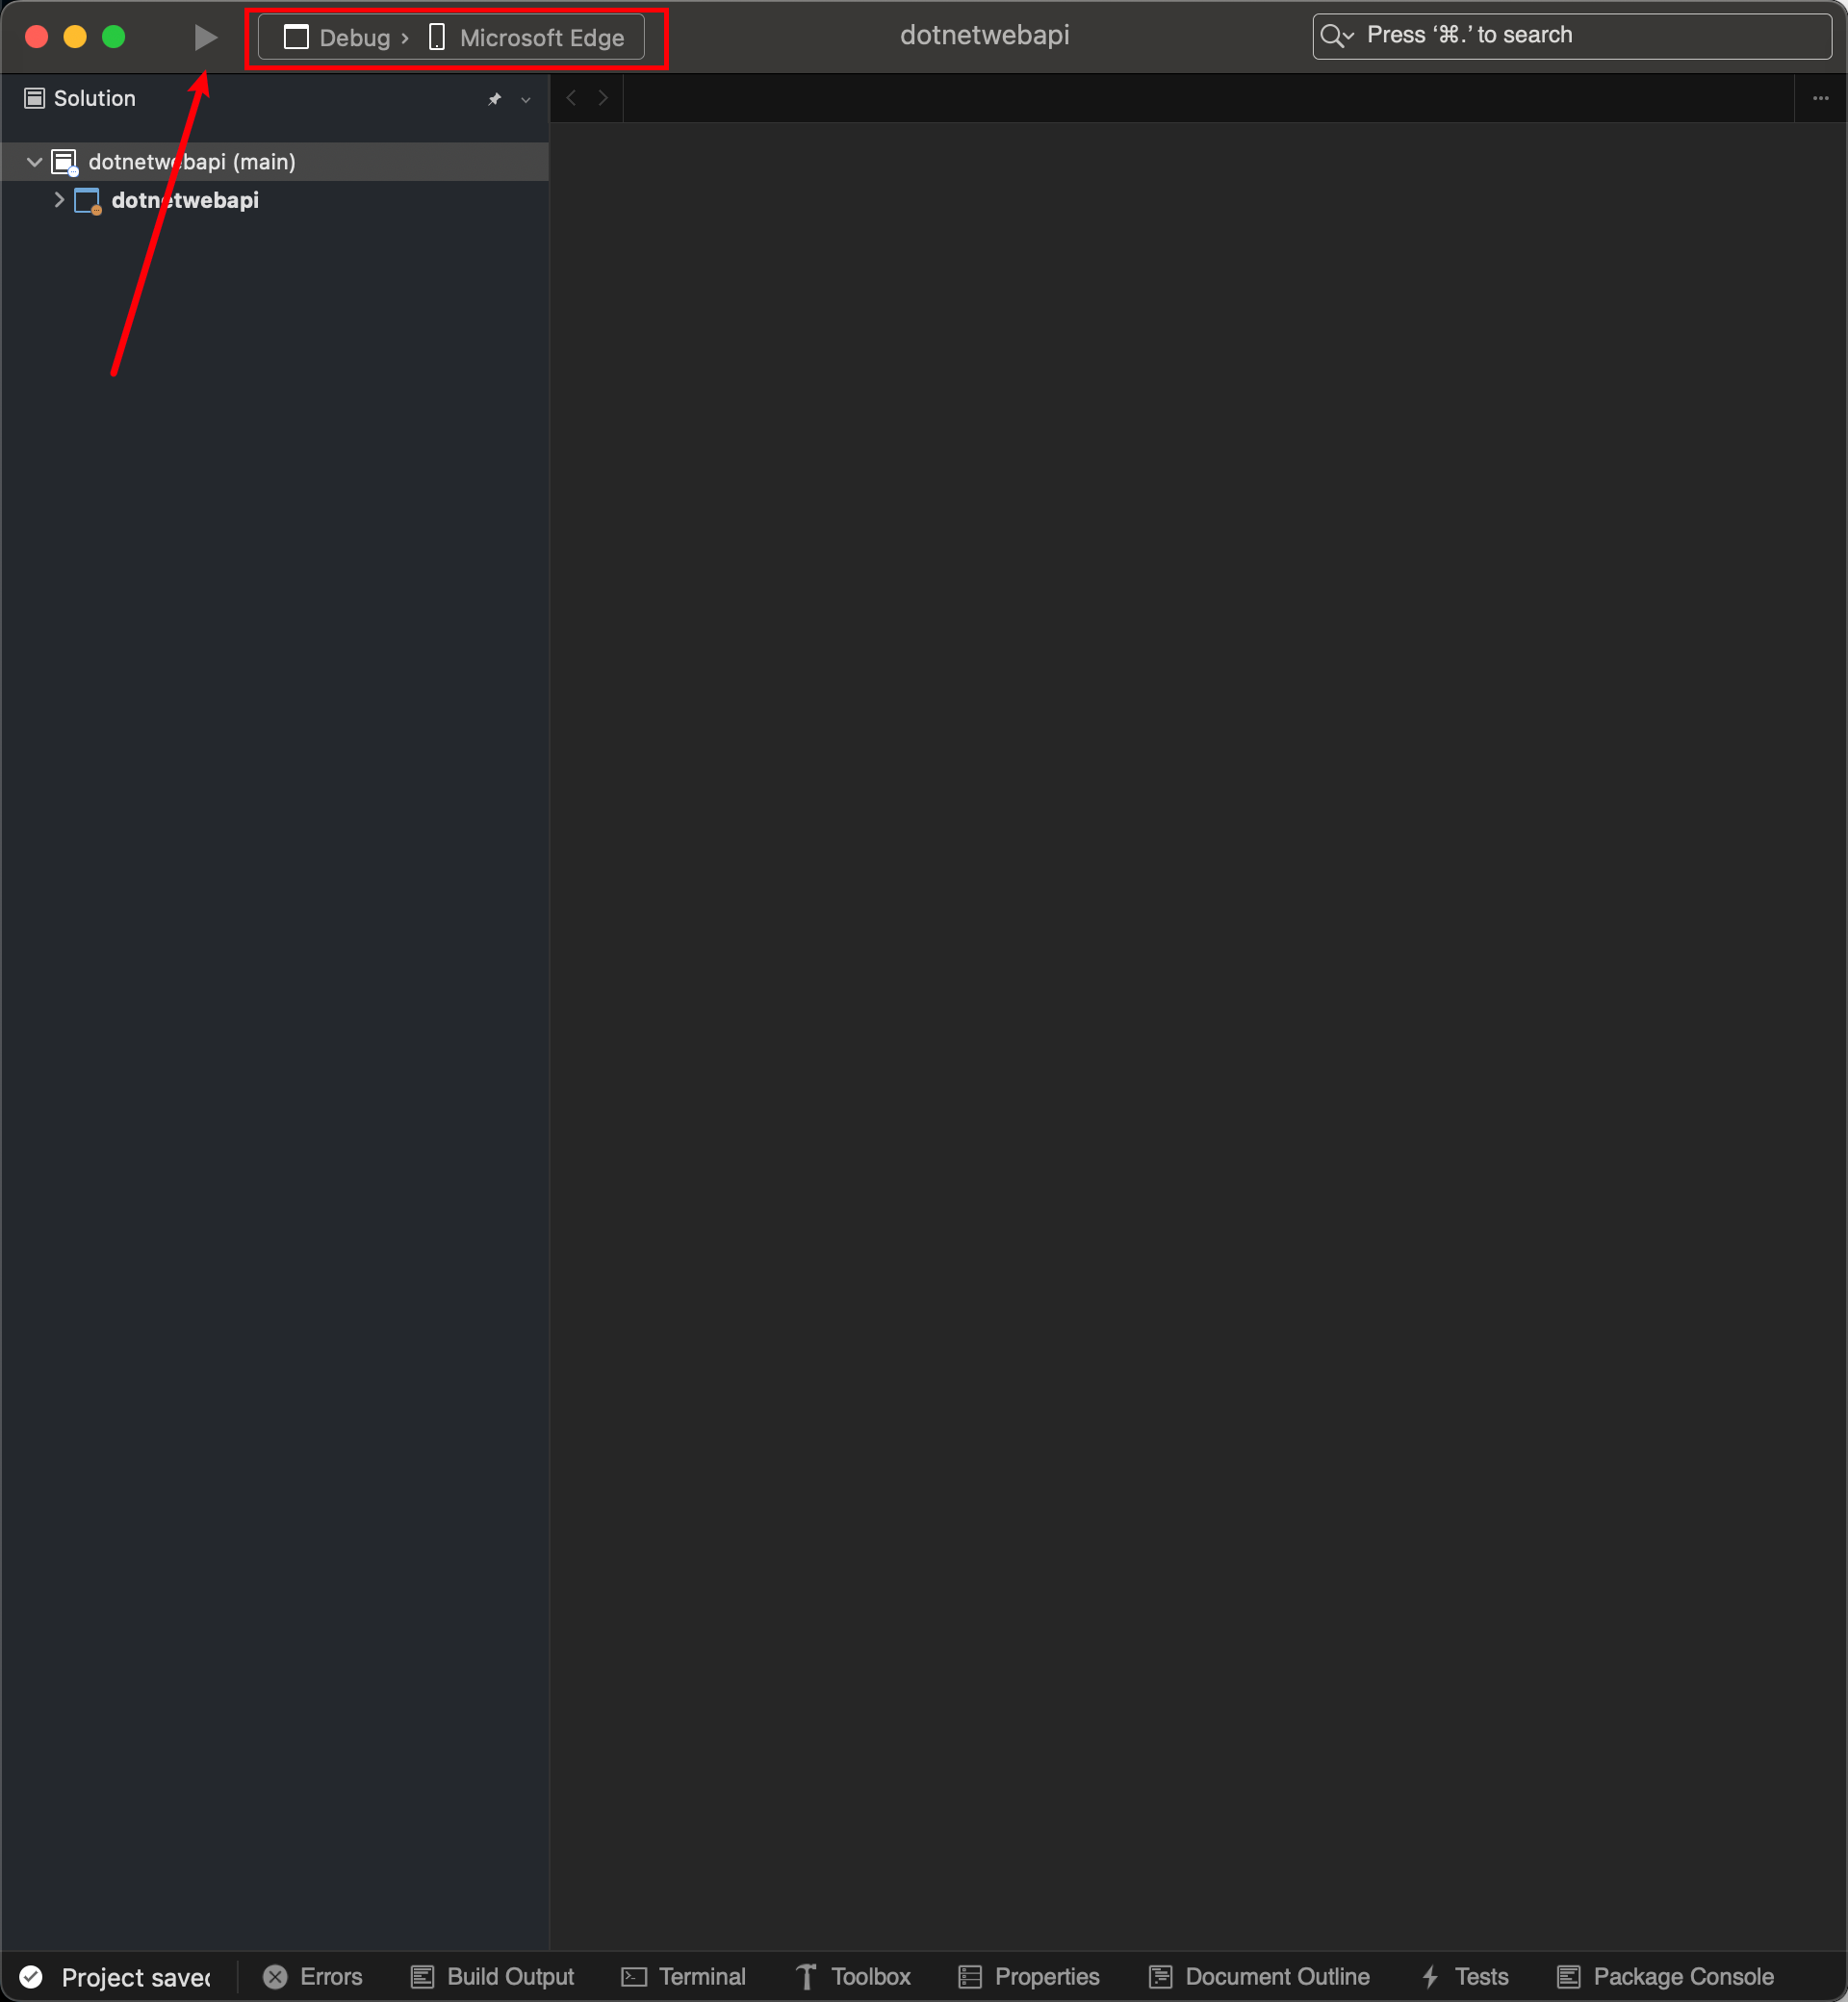 Debug › Microsoft Edge
dotnetwebapi
Press ‘⌘.’ to search
Solution
dotnetwebapi (main)
dotnetwebapi
Project saved
Errors
Build Output
Terminal
Toolbox
Properties
Document Outline
Tests
Package Console